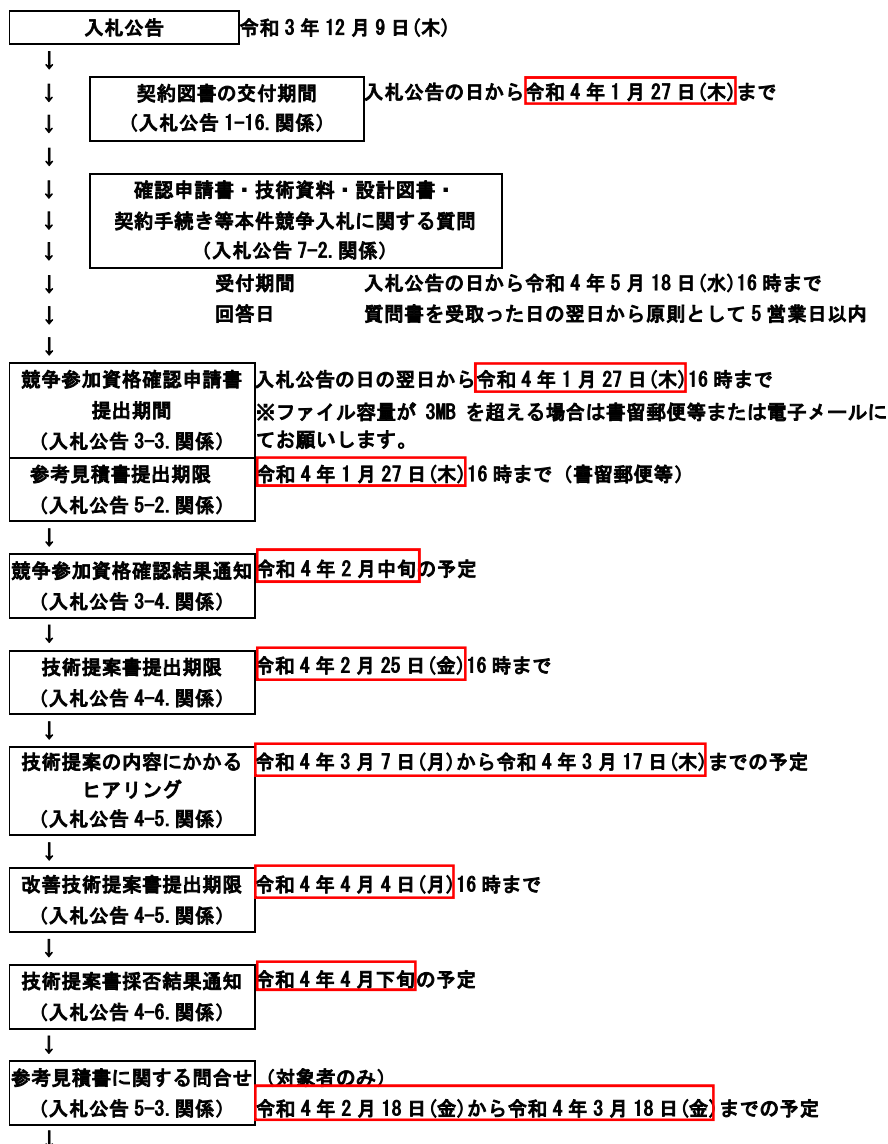 入札公告 令和3年12月9日(木)
↓
↓ 契約図書の交付期間 入札公告の日から令和4年1月27日(木)まで
↓ (入札公告1-16.関係)
↓
↓ 確認申請書・技術資料・設計図書・
↓ 契約手続き等本件競争入札に関する質問
↓ (入札公告7-2.関係)
↓ 受付期間 入札公告の日から令和4年5月18日(水)16時まで
↓ 回答日 質問書を受取った日の翌日から原則として5営業日以内
↓
競争参加資格確認申請書 入札公告の日の翌日から令和4年1月27日(木)16時まで
提出期間 ※ファイル容量が 3MB を超える場合は書留郵便等または電子メールに
(入札公告3-3.関係) てお願いします。
参考見積書提出期限 令和4年1月27日(木)16時まで(書留郵便等)
(入札公告5-2.関係)
↓
競争参加資格確認結果通知 令和4年2月中旬の予定
(入札公告3-4.関係)
↓
技術提案書提出期限 令和4年2月25日(金)16時まで
(入札公告4-4.関係)
↓
技術提案の内容にかかる 令和4年3月7日(月)から令和4年3月17日(木)までの予定
ヒアリング
(入札公告4-5.関係)
↓
改善技術提案書提出期限 令和4年4月4日(月)16時まで
(入札公告4-5.関係)
↓
技術提案書採否結果通知 令和4年4月下旬の予定
(入札公告4-6.関係)
↓
参考見積書に関する問合せ (対象者のみ)
(入札公告5-3.関係) 令和4年2月18日(金)から令和4年3月18日(金)までの予定
↓